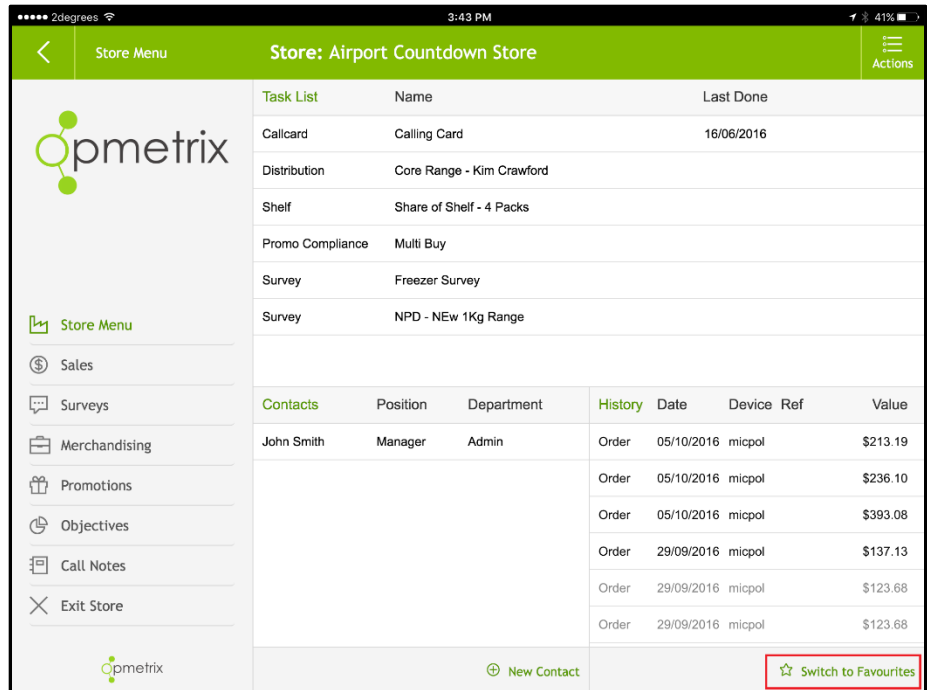 2degrees 3:43 PM 41%
Store Menu Store: Airport Countdown Store Actions
opmetrix
Task List Name Last Done
Callcard Calling Card 16/06/2016
Distribution Core Range - Kim Crawford
Shelf Share of Shelf - 4 Packs
Promo Compliance Multi Buy
Survey Freezer Survey
Survey NPD - NEw 1Kg Range
Store Menu
Sales
Surveys
Merchandising
Promotions
Objectives
Call Notes
Exit Store
opmetrix
Contacts Position Department
John Smith Manager Admin
New Contact
History Date Device Ref Value
Order 05/10/2016 micpol $213.19
Order 05/10/2016 micpol $236.10
Order 05/10/2016 micpol $393.08
Order 29/09/2016 micpol $137.13
Order 29/09/2016 micpol $123.68
Order 29/09/2016 micpol $123.68
Switch to Favourites